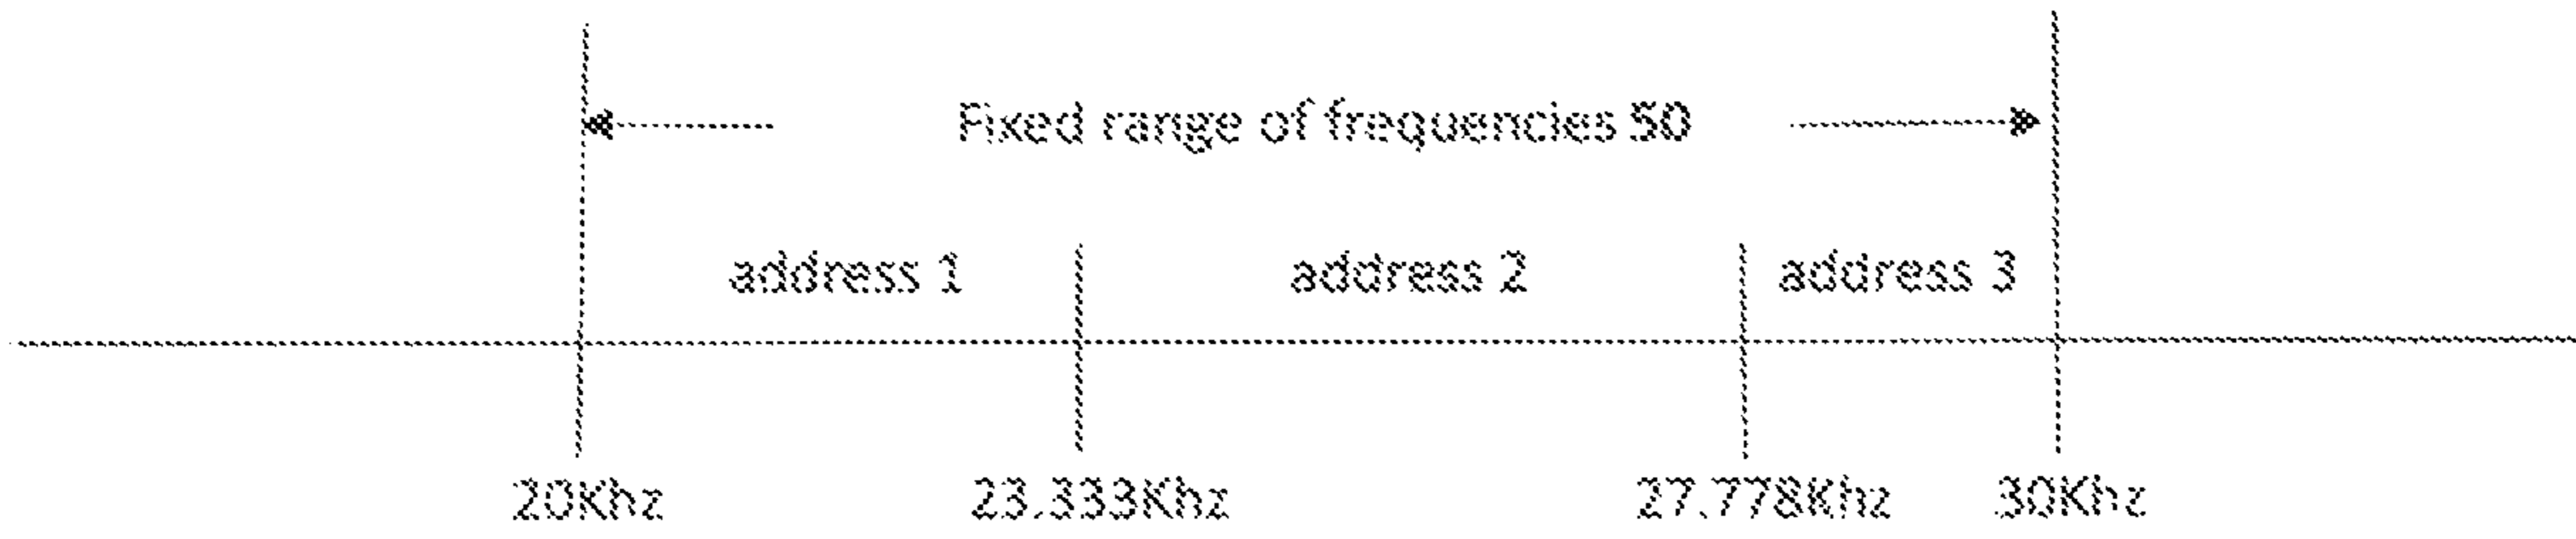 Fixed range of frequencies 50
address 1 address 2 address 3
20Khz 23.333Khz 27.778Khz 30Khz